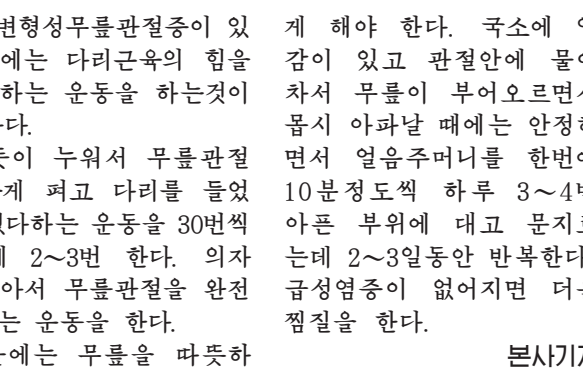 변형성무릎관절증이 있
에는 다리근육의 힘을
하는 운동을 하는것이
다.
듯이 누워서 무릎관절
게 펴고 다리를 들었
다하는 운동을 30번씩
2～3번 한다. 의자
아서 무릎관절을 완전
는 운동을 한다.
에는 무릎을 따뜻하
게 해야 한다. 국소에
감이 있고 관절안에 물이
차서 무릎이 부어오르면서
몹시 아파날 때에는 안정하
면서 얼음주머니를 한번에
10분정도씩 하루 3～4번
아픈 부위에 대고 문지르
는데 2～3일동안 반복한다.
급성염증이 없어지면 더운
찜질을 한다.
본사기자